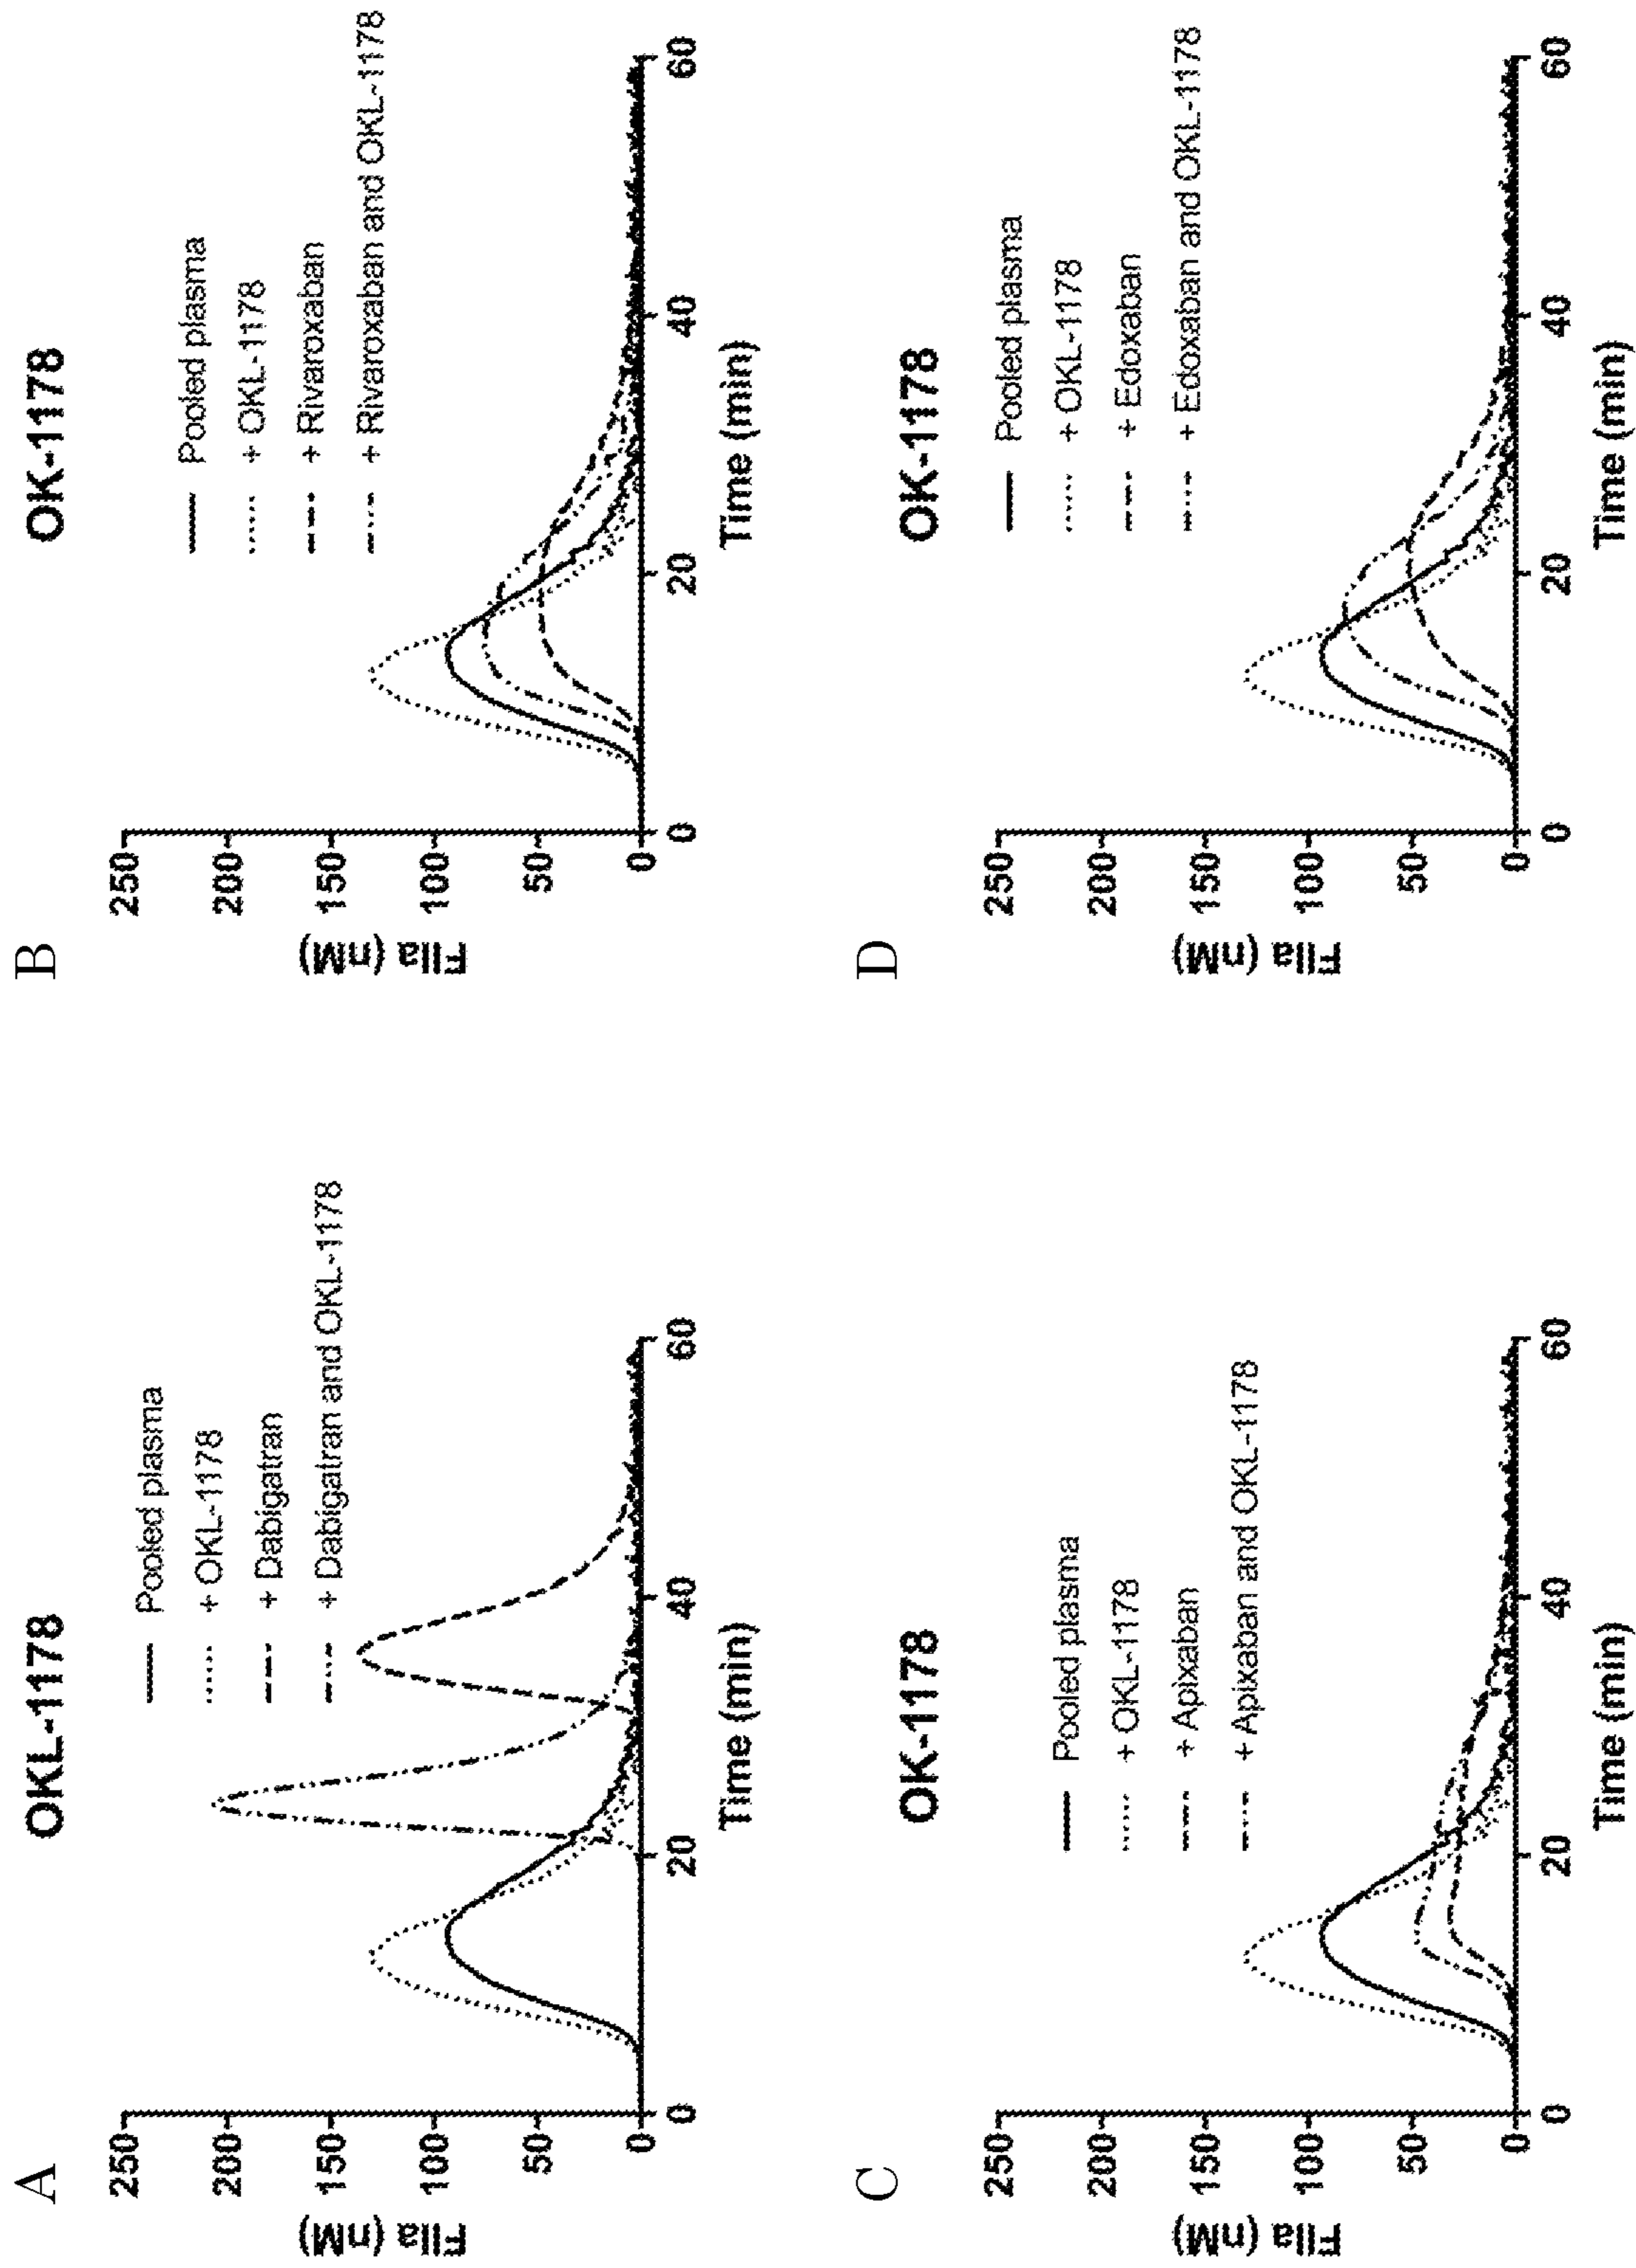 A
OKL-1178
FIIa (nM)
250
200
150
100
50
0
0
20
40
60
Time (min)
Pooled plasma
+ OKL-1178
+ Dabigatran
+ Dabigatran and OKL-1178
B
OK-1178
FIIa (nM)
250
200
150
100
50
0
0
20
40
60
Time (min)
Pooled plasma
+ OKL-1178
+ Rivaroxaban
+ Rivaroxaban and OKL-1178
C
OK-1178
FIIa (nM)
250
200
150
100
50
0
0
20
40
60
Time (min)
Pooled plasma
+ OKL-1178
+ Apixaban
+ Apixaban and OKL-1178
D
OK-1178
FIIa (nM)
250
200
150
100
50
0
0
20
40
60
Time (min)
Pooled plasma
+ OKL-1178
+ Edoxaban
+ Edoxaban and OKL-1178